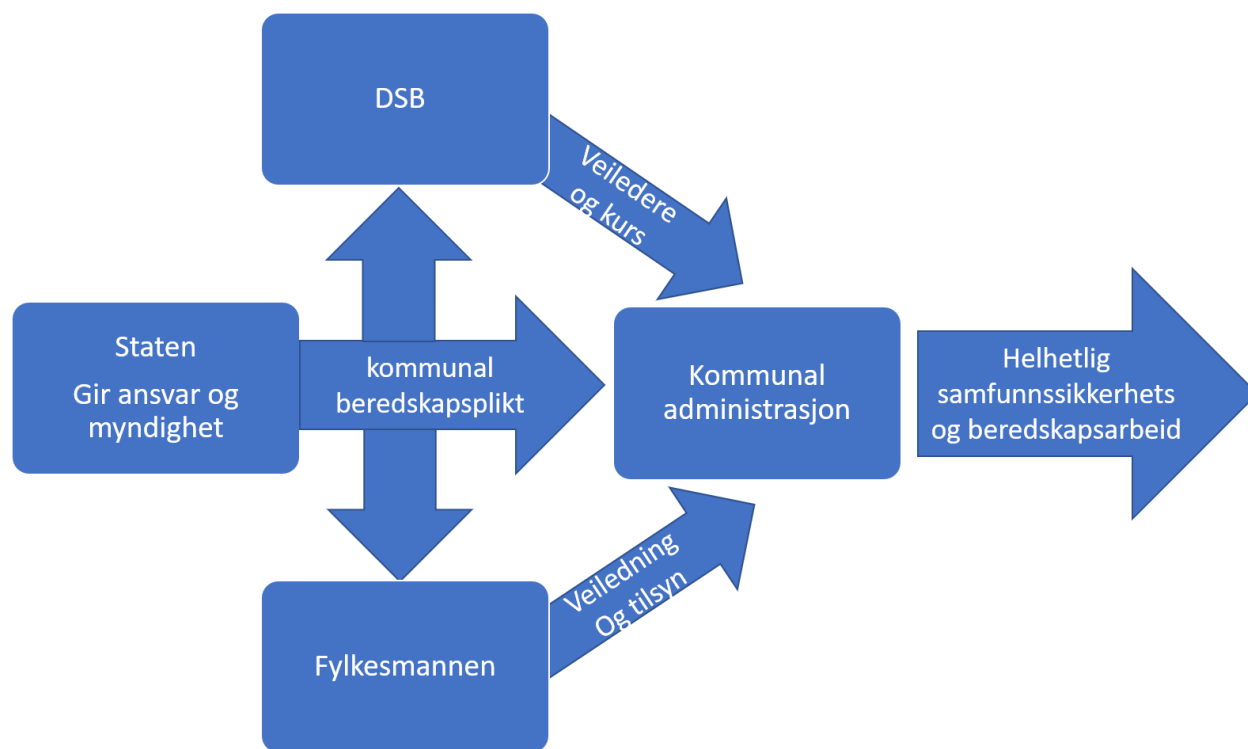 DSB
Veiledere
og kurs
Staten
Gir ansvar og
myndighet
kommunal
beredskapsplikt
Kommunal
administrasjon
Helhetlig
samfunnssikkerhets
og beredskapsarbeid
Veiledning
Og tilsyn
Fylkesmannen